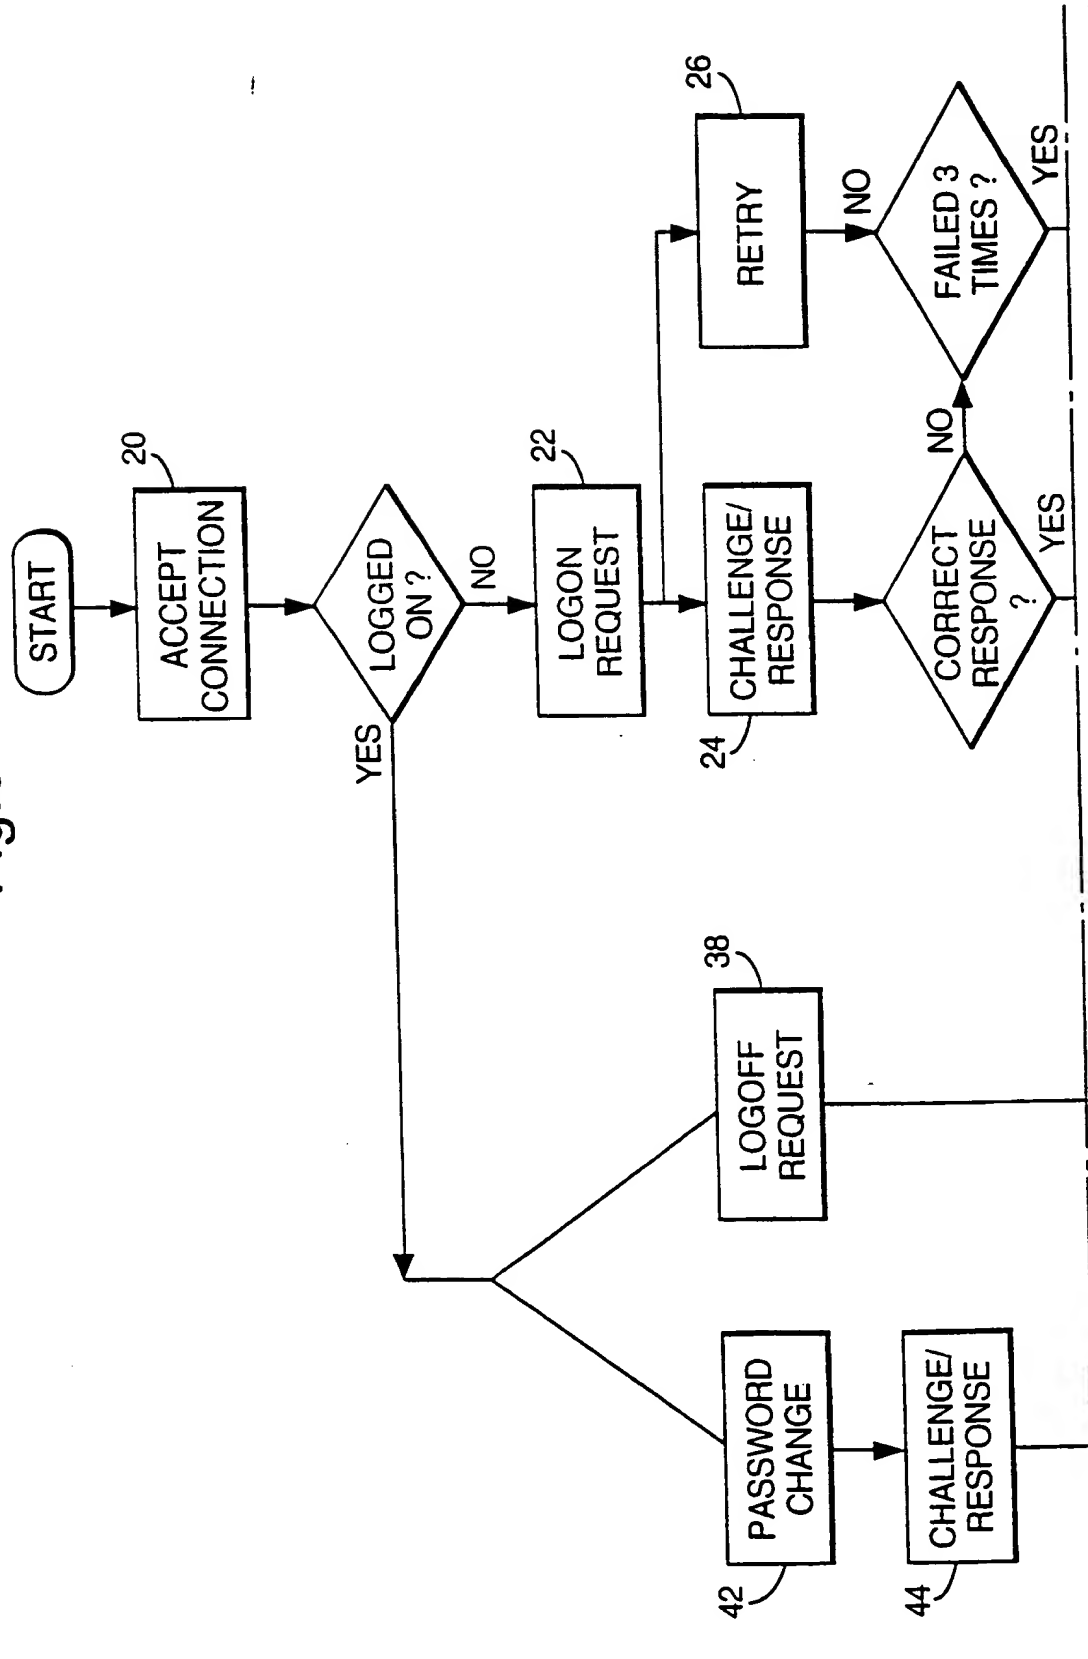 START
20
ACCEPT
CONNECTION
LOGGED
ON ?
YES
NO
22
LOGON
REQUEST
26
RETRY
24
CHALLENGE/
RESPONSE
NO
FAILED 3
TIMES ?
YES
NO
CORRECT
RESPONSE
?
YES
38
LOGOFF
REQUEST
42
PASSWORD
CHANGE
44
CHALLENGE/
RESPONSE